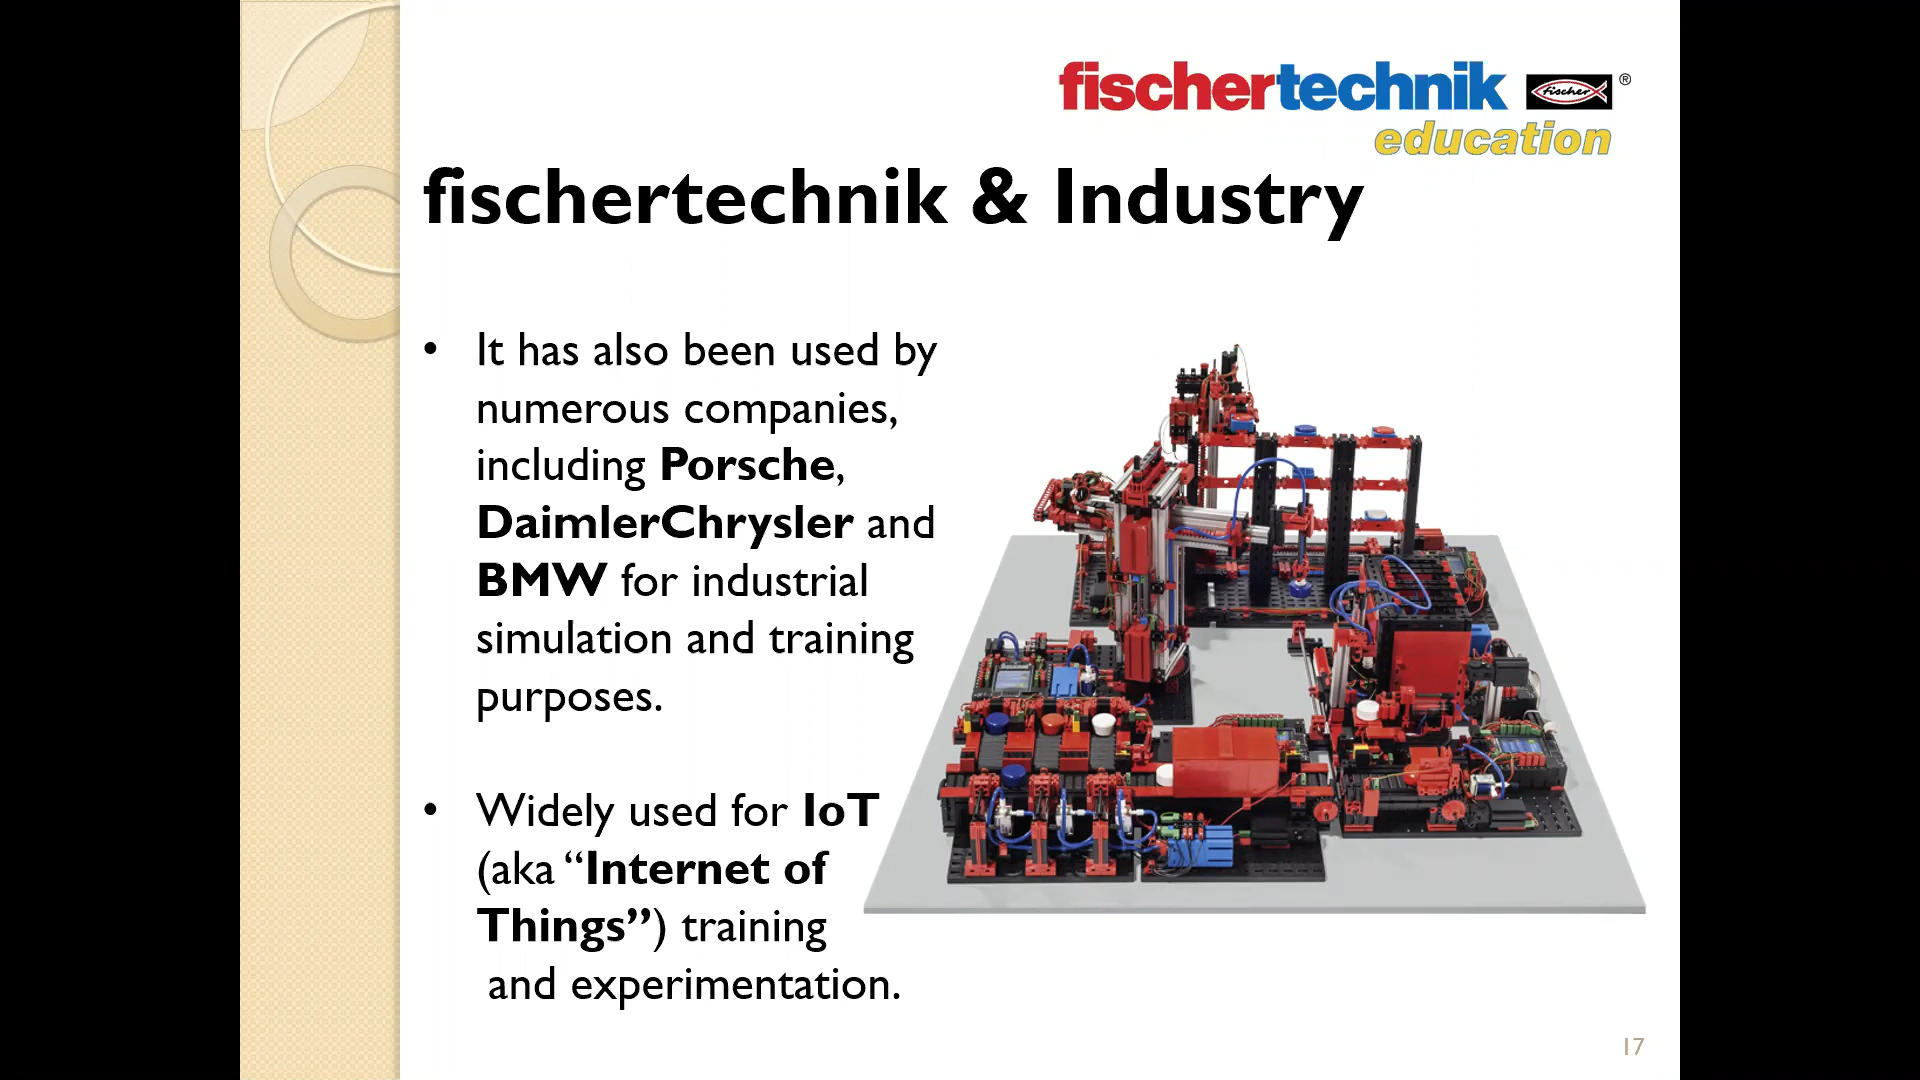 fischertechnik fischer ®
education
fischertechnik & Industry
• It has also been used by
numerous companies,
including Porsche,
DaimlerChrysler and
BMW for industrial
simulation and training
purposes.
• Widely used for IoT
(aka “Internet of
Things”) training
and experimentation.
17